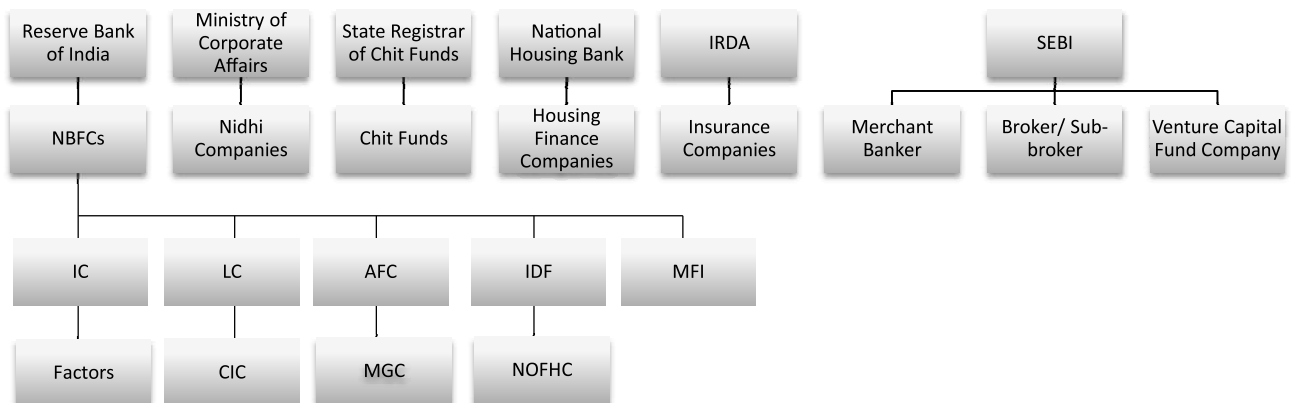 Reserve Bank
of India
Ministry of
Corporate
Affairs
State Registrar
of Chit Funds
National
Housing Bank
IRDA
SEBI
NBFCs
Nidhi
Companies
Chit Funds
Housing
Finance
Companies
Insurance
Companies
Merchant
Banker
Broker/ Sub-
broker
Venture Capital
Fund Company
IC
LC
AFC
IDF
MFI
Factors
CIC
MGC
NOFHC